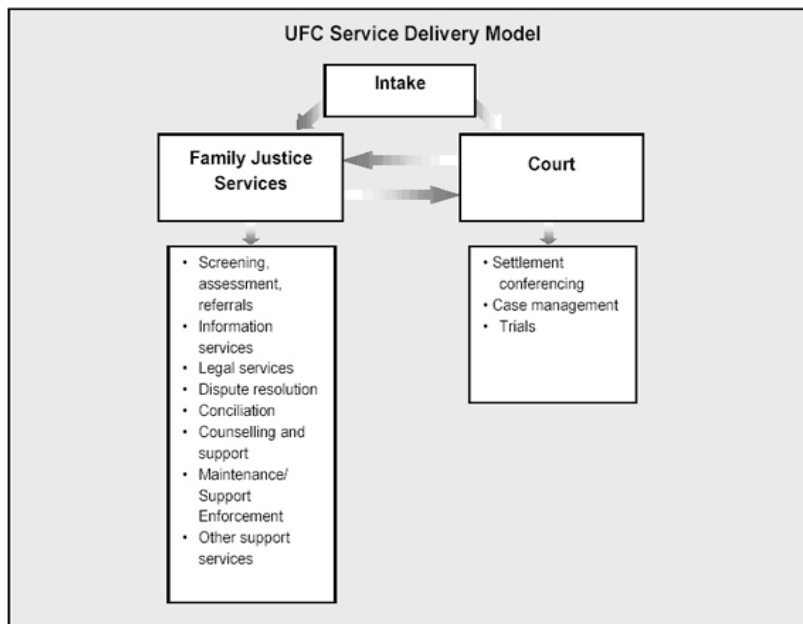 UFC Service Delivery Model
Intake
Family Justice
Services
Court
• Screening,
assessment,
referrals
• Information
services
• Legal services
• Dispute resolution
• Conciliation
• Counselling and
support
• Maintenance/
Support
Enforcement
• Other support
services
• Settlement
conferencing
• Case management
• Trials